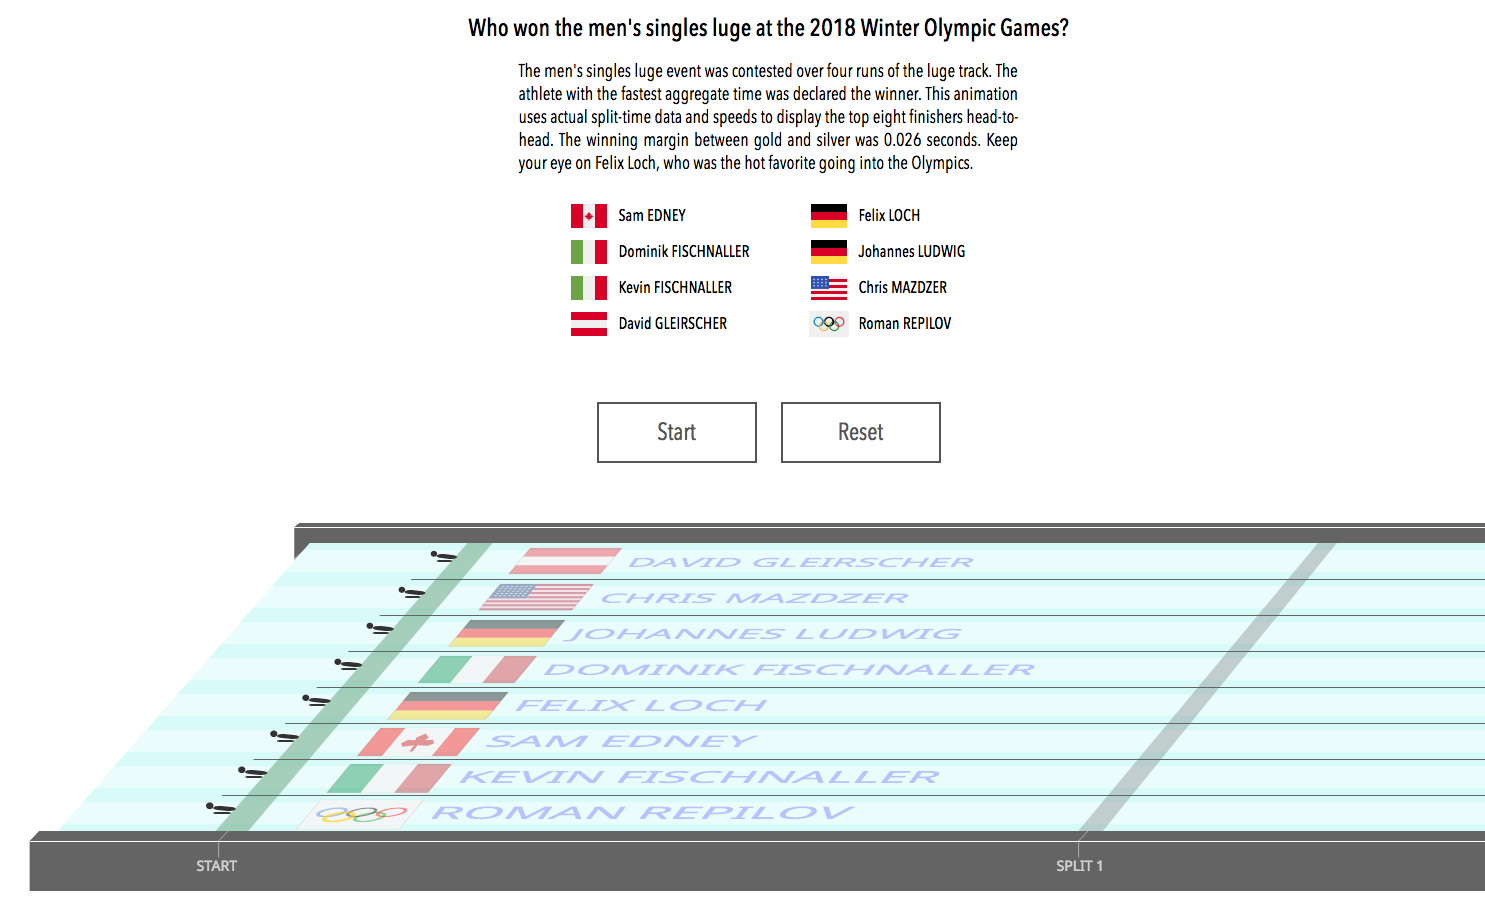 Who won the men's singles luge at the 2018 Winter Olympic Games?
The men's singles luge event was contested over four runs of the luge track. The
athlete with the fastest aggregate time was declared the winner. This animation
uses actual split-time data and speeds to display the top eight finishers head-to-
head. The winning margin between gold and silver was 0.026 seconds. Keep
your eye on Felix Loch, who was the hot favorite going into the Olympics.
Sam EDNEY
Felix LOCH
Dominik FISCHNALLER
Johannes LUDWIG
Kevin FISCHNALLER
Chris MAZDZER
David GLEIRSCHER
Roman REPILOV
Start
Reset
DAVID GLEIRSCHER
CHRIS MAZDZER
JOHANNES LUDWIG
DOMINIK FISCHNALLER
FELIX LOCH
SAM EDNEY
KEVIN FISCHNALLER
ROMAN REPILOV
START
SPLIT 1